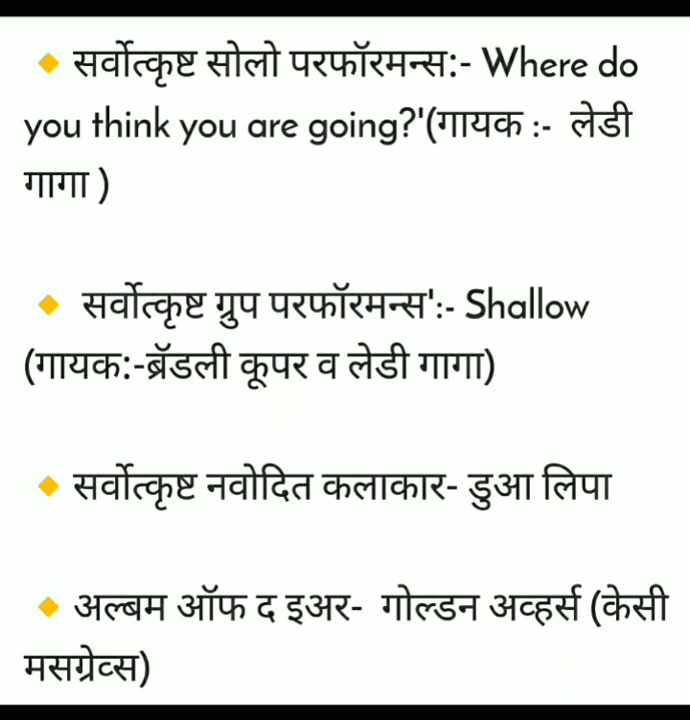 🔸 सर्वोत्कृष्ट सोलो परफॉरमन्स:- Where do
you think you are going?'(गायक :- लेडी
गागा )
🔸 सर्वोत्कृष्ट ग्रुप परफॉरमन्स':- Shallow
(गायक:-ब्रॅडली कूपर व लेडी गागा)
🔸 सर्वोत्कृष्ट नवोदित कलाकार- डुआ लिपा
🔸 अल्बम ऑफ द इअर- गोल्डन अव्हर्स (केसी
मसग्रेव्स)